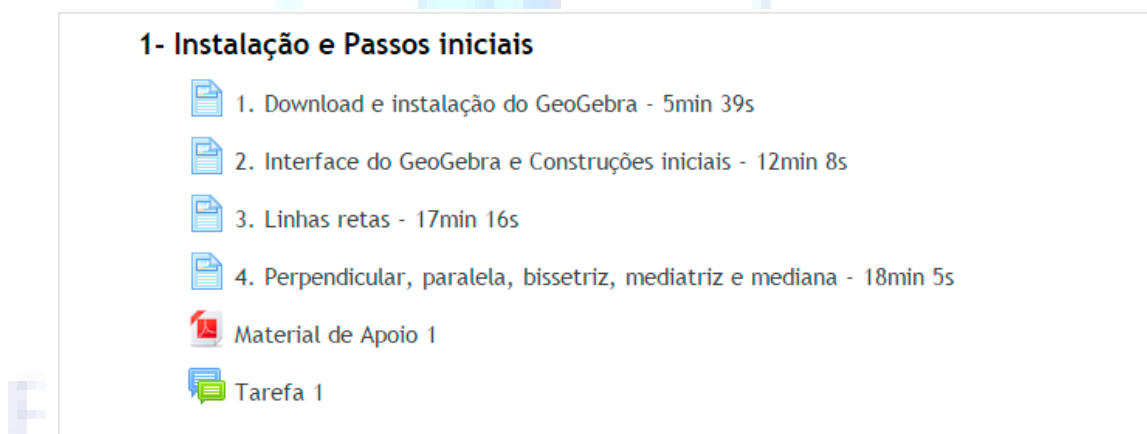 1- Instalação e Passos iniciais
1. Download e instalação do GeoGebra - 5min 39s
2. Interface do GeoGebra e Construções iniciais - 12min 8s
3. Linhas retas - 17min 16s
4. Perpendicular, paralela, bissetriz, mediatriz e mediana - 18min 5s
Material de Apoio 1
Tarefa 1